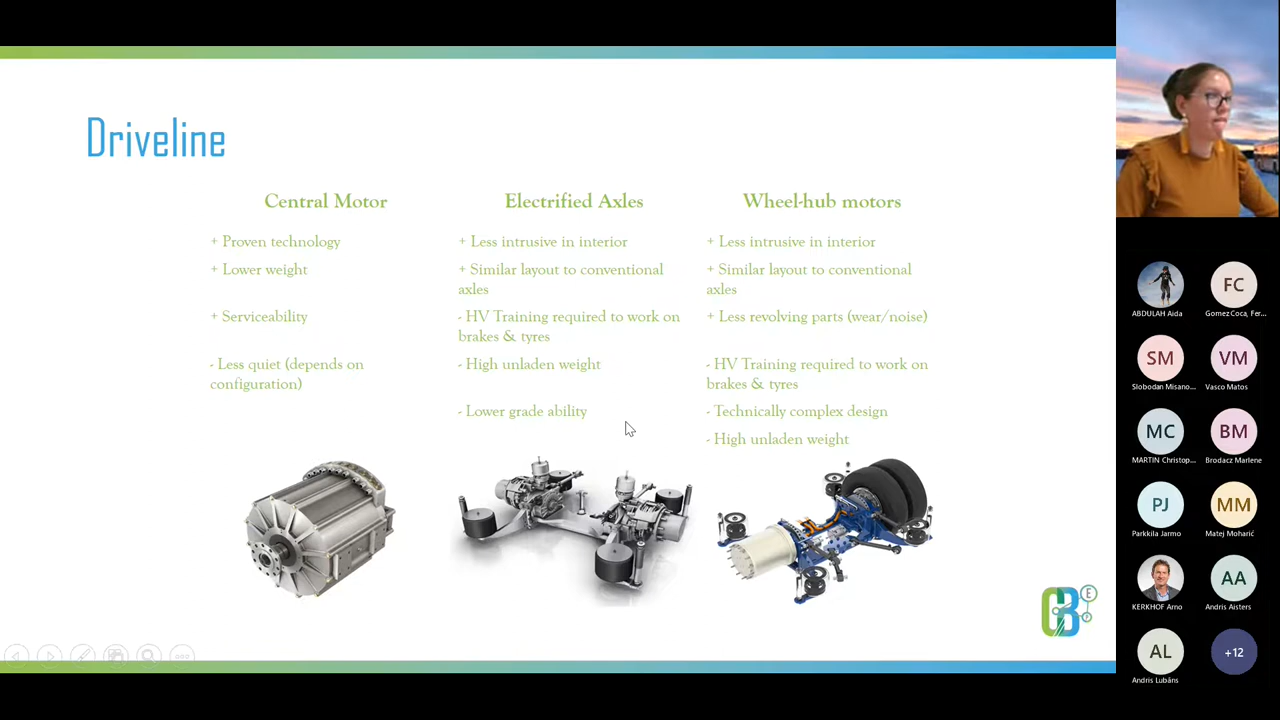 Driveline
Central Motor
+ Proven technology
+ Lower weight
+ Serviceability
- Less quiet (depends on
configuration)
Electrified Axles
+ Less intrusive in interior
+ Similar layout to conventional
axles
- HV Training required to work on
brakes & tyres
- High unladen weight
- Lower grade ability
Wheel-hub motors
+ Less intrusive in interior
+ Similar layout to conventional
axles
+ Less revolving parts (wear/noise)
- HV Training required to work on
brakes & tyres
- Technically complex design
- High unladen weight
CB
E
ABDULAH Aida
FC
Gomez Coca, Fer...
SM
Slobodan Misano...
VM
Vasco Matos
MC
MARTIN Christop...
BM
Brodacz Marlene
PJ
Parkkila Jarmo
MM
Matej Moharić
KERKHOF Arno
AA
Andris Aisters
AL
Andris Lubāns
+12